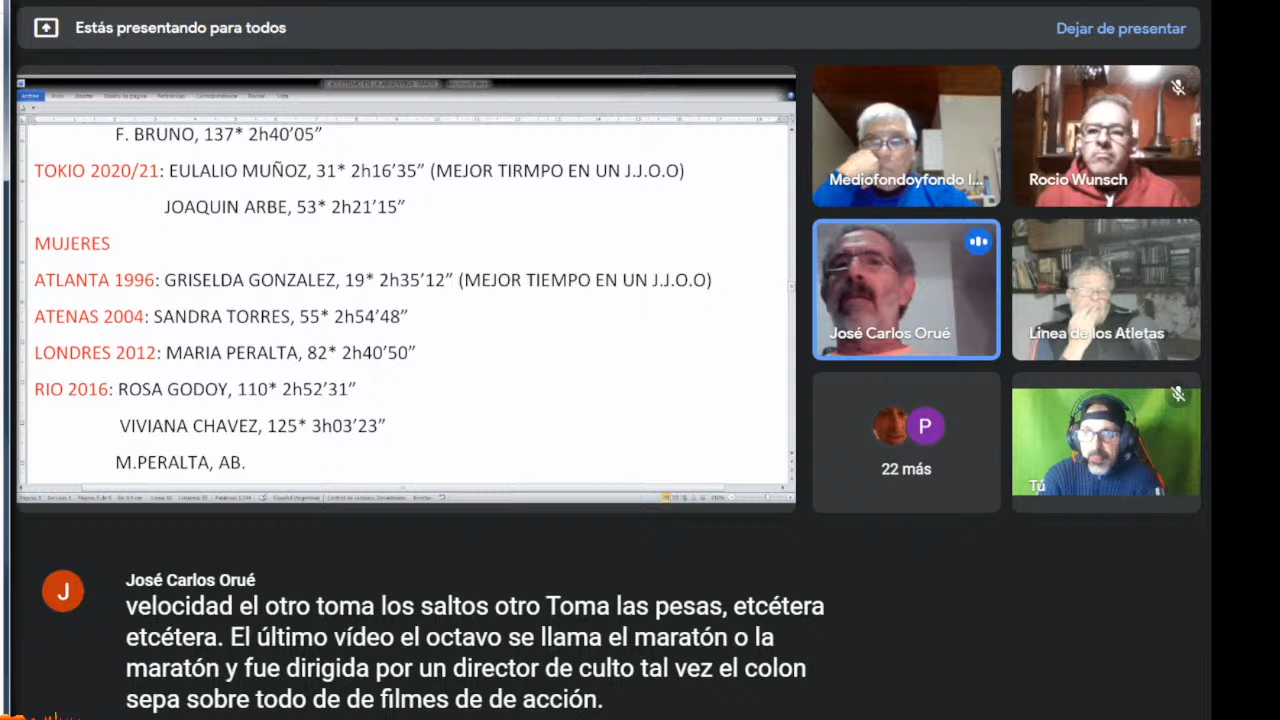 Estás presentando para todos
Dejar de presentar
F. BRUNO, 137* 2h40’05”
TOKIO 2020/21: EULALIO MUÑOZ, 31* 2h16’35” (MEJOR TIRMPO EN UN J.J.O.O)
JOAQUIN ARBE, 53* 2h21’15”
MUJERES
ATLANTA 1996: GRISELDA GONZALEZ, 19* 2h35’12” (MEJOR TIEMPO EN UN J.J.O.O)
ATENAS 2004: SANDRA TORRES, 55* 2h54’48”
LONDRES 2012: MARIA PERALTA, 82* 2h40’50”
RIO 2016: ROSA GODOY, 110* 2h52’31”
VIVIANA CHAVEZ, 125* 3h03’23”
M.PERALTA, AB.
Mediofondoyfondo I...
Rocio Wunsch
José Carlos Orué
Linea de los Atletas
P
22 más
Tú
J
José Carlos Orué
velocidad el otro toma los saltos otro Toma las pesas, etcétera
etcétera. El último vídeo el octavo se llama el maratón o la
maratón y fue dirigida por un director de culto tal vez el colon
sepa sobre todo de de filmes de de acción.